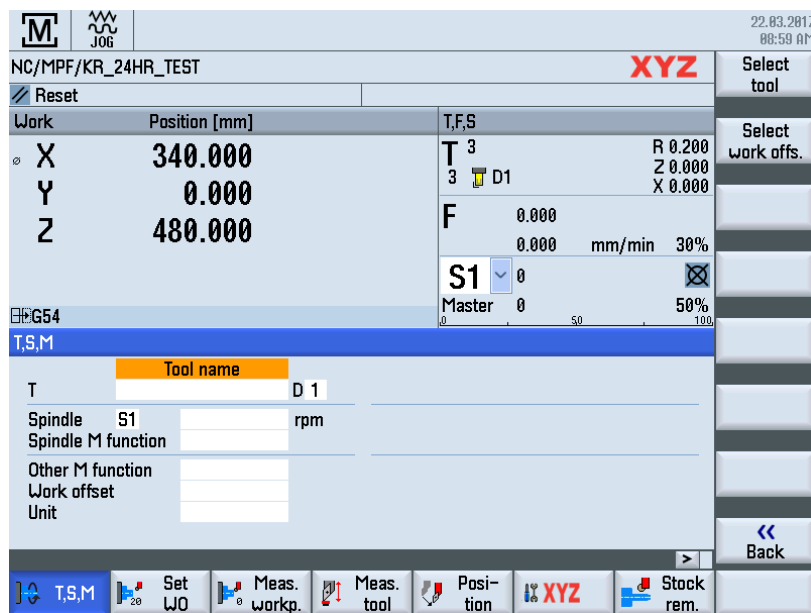 M JOG 22.03.2017
08:59 AM
NC/MPF/KR_24HR_TEST XYZ Select tool
Reset
Work Position [mm] T,F,S Select work offs.
X 340.000 T 3 R 0.200
Y 0.000 3 D1 Z 0.000
X 0.000
Z 480.000 F 0.000
0.000 mm/min 30%
S1 0
Master 0 50%
G54 0 50 100
T,S,M
Tool name
T D 1
Spindle S1 rpm
Spindle M function
Other M function
Work offset
Unit
<< Back
>
T,S,M Set WO Meas. workp. Meas. tool Posi-tion XYZ Stock rem.